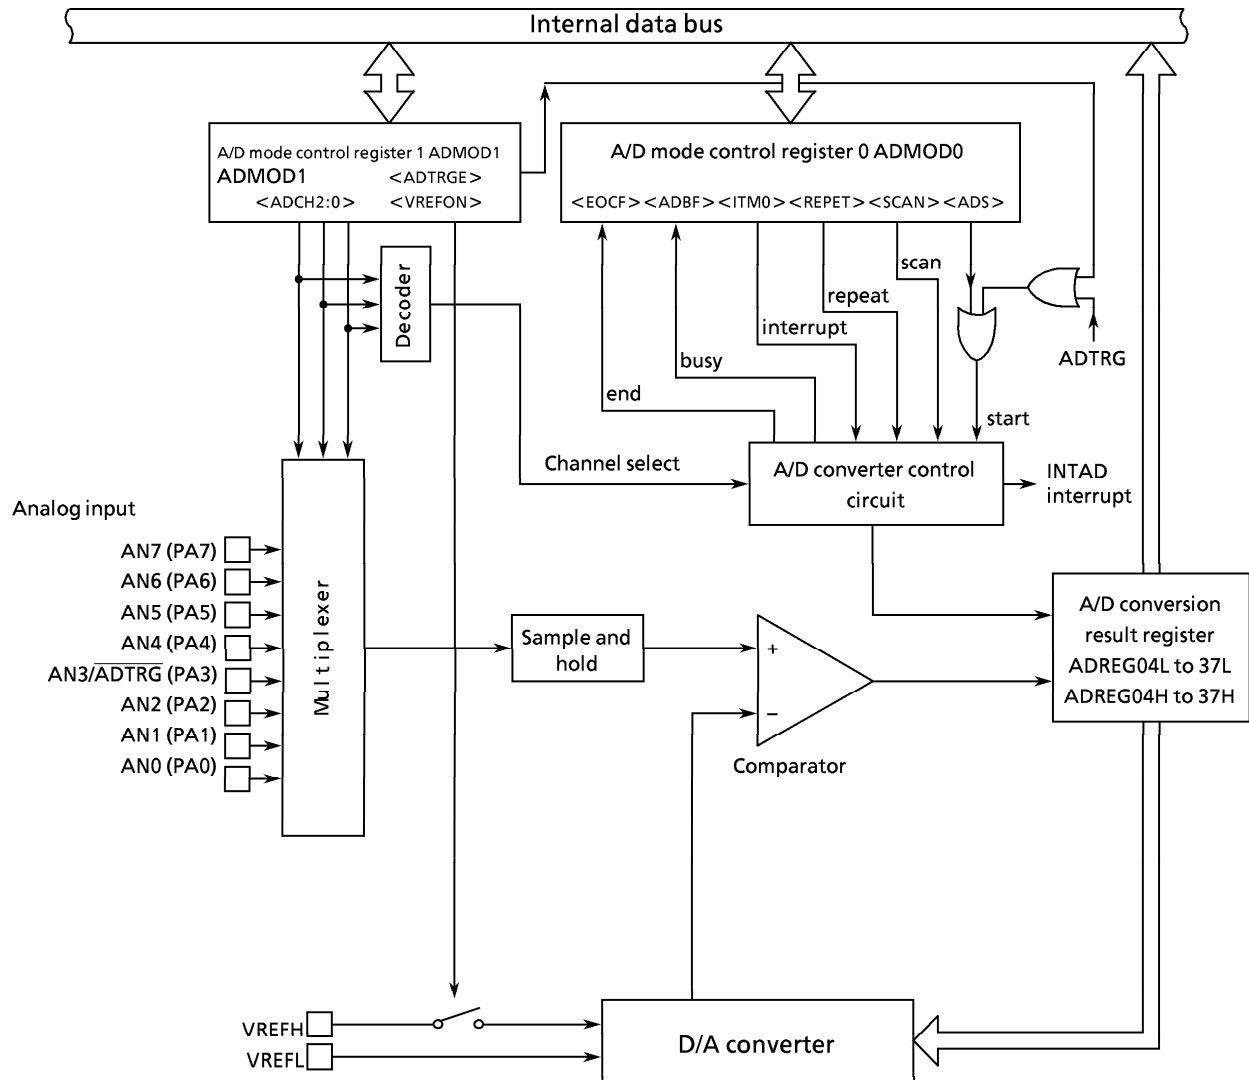 Internal data bus
A/D mode control register 1 ADMOD1
ADMOD1 <ADTRGE>
<ADCH2:0> <VREFON>
A/D mode control register 0 ADMOD0
<EOCF> <ADBF> <ITM0> <REPET> <SCAN> <ADS>
Decoder
scan
repeat
interrupt
busy
end
ADTRG
start
Channel select
A/D converter control
circuit
INTAD
interrupt
Analog input
AN7 (PA7)
AN6 (PA6)
AN5 (PA5)
AN4 (PA4)
AN3/ADTRG (PA3)
AN2 (PA2)
AN1 (PA1)
AN0 (PA0)
Multiplexer
Sample and
hold
+
−
Comparator
A/D conversion
result register
ADREG04L to 37L
ADREG04H to 37H
VREFH
VREFL
D/A converter